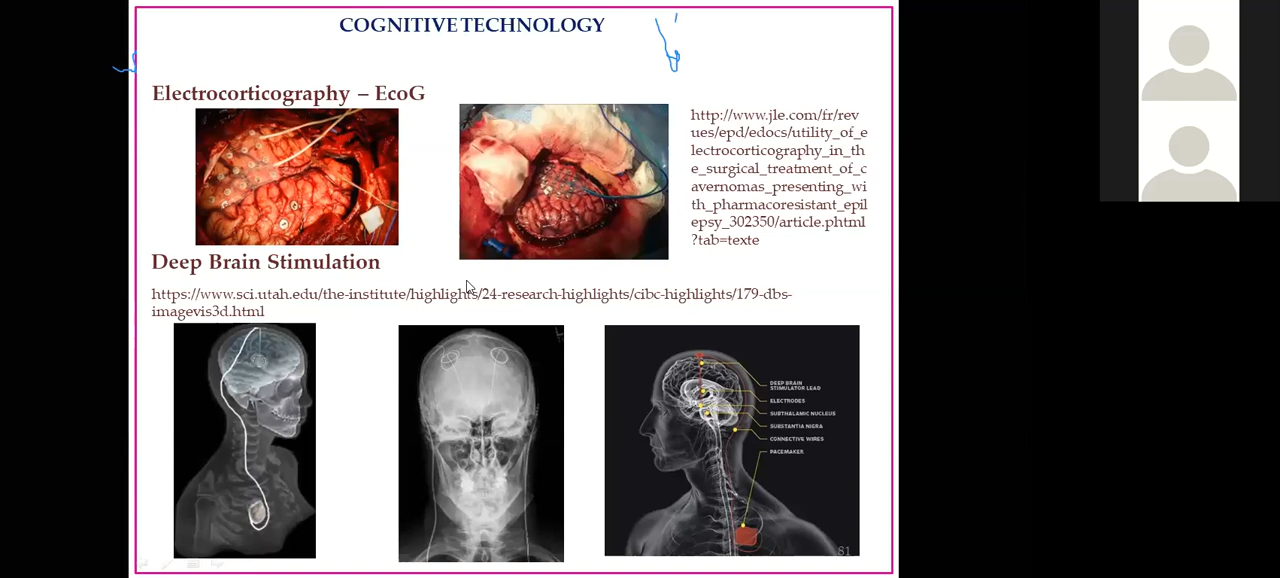 COGNITIVE TECHNOLOGY
Electrocorticography – EcoG
http://www.jle.com/fr/rev
ues/epd/edocs/utility_of_e
lectrocorticography_in_th
e_surgical_treatment_of_c
avernomas_presenting_wi
th_pharmacoresistant_epil
epsy_302350/article.phtml
?tab=texte
Deep Brain Stimulation
https://www.sci.utah.edu/the-institute/highlights/24-research-highlights/cibc-highlights/179-dbs-
imagevis3d.html
DEEP BRAIN
STIMULATOR LEAD
ELECTRODES
SUBTHALAMIC NUCLEUS
SUBSTANTIA NIGRA
CONNECTIVE WIRES
PACEMAKER
81